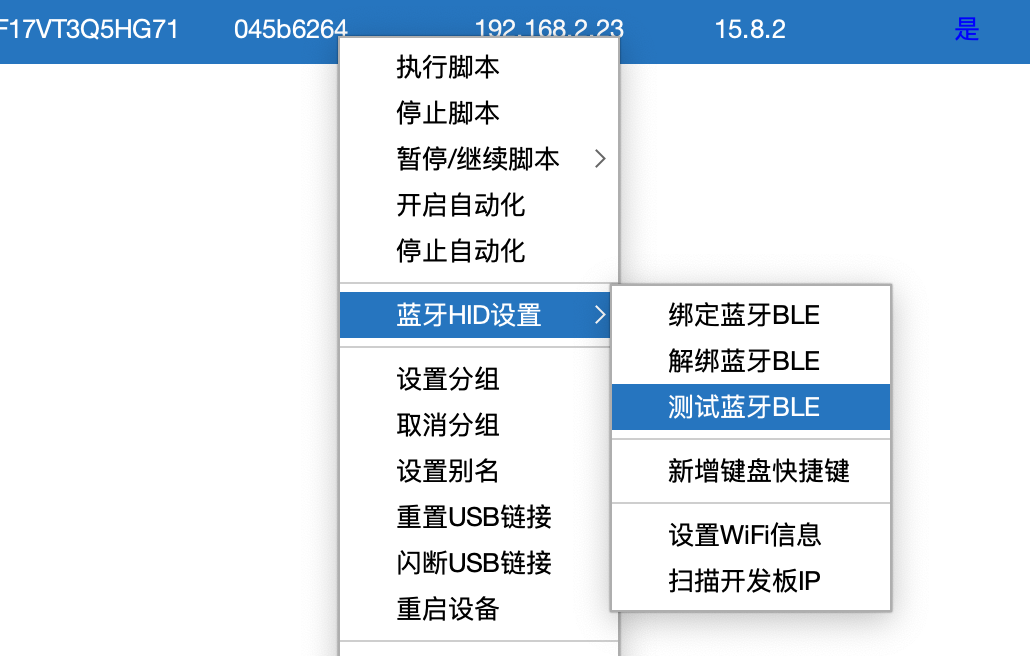 F17VT3Q5HG71 045b6264 192.168.2.23 15.8.2 是
执行脚本
停止脚本
暂停/继续脚本
开启自动化
停止自动化
蓝牙HID设置
绑定蓝牙BLE
解绑蓝牙BLE
测试蓝牙BLE
新增键盘快捷键
设置WiFi信息
扫描开发板IP
设置分组
取消分组
设置别名
重置USB链接
闪断USB链接
重启设备